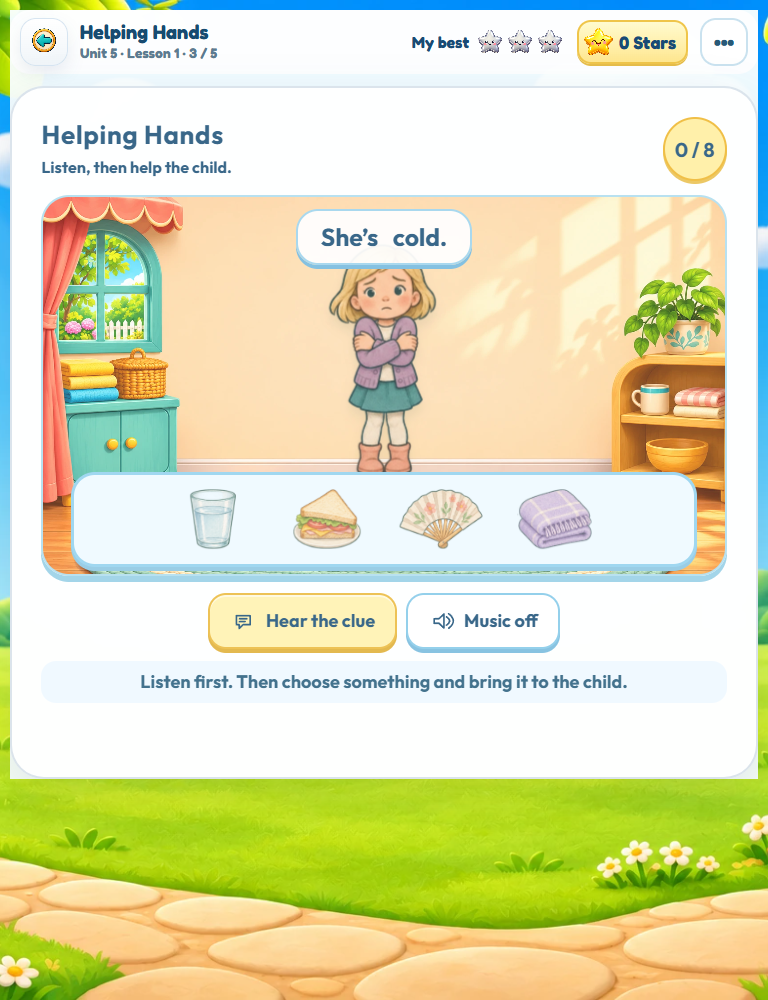 Helping Hands
Unit 5 · Lesson 1 · 3 / 5
My best
0 Stars
Helping Hands
Listen, then help the child.
0 / 8
She's cold.
Hear the clue
Music off
Listen first. Then choose something and bring it to the child.